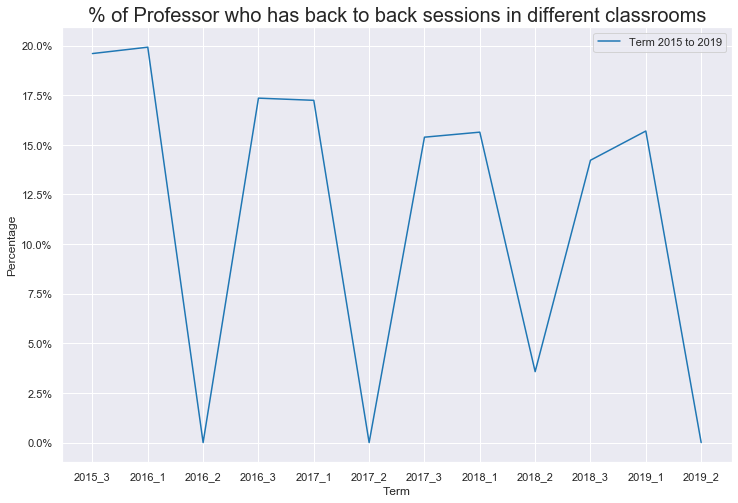 % of Professor who has back to back sessions in different classrooms
Term 2015 to 2019
20.0%
17.5%
15.0%
12.5%
10.0%
7.5%
5.0%
2.5%
0.0%
Percentage
2015_3 2016_1 2016_2 2016_3 2017_1 2017_2 2017_3 2018_1 2018_2 2018_3 2019_1 2019_2
Term